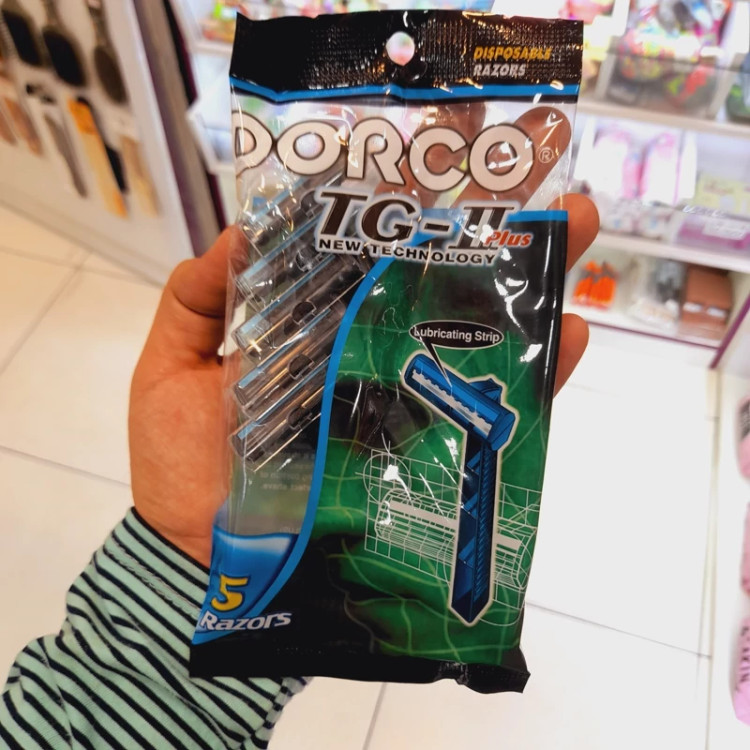 DISPOSABLE
RAZORS
DORCO®
TG-II Plus
NEW TECHNOLOGY
Lubricating Strip
5
Razors